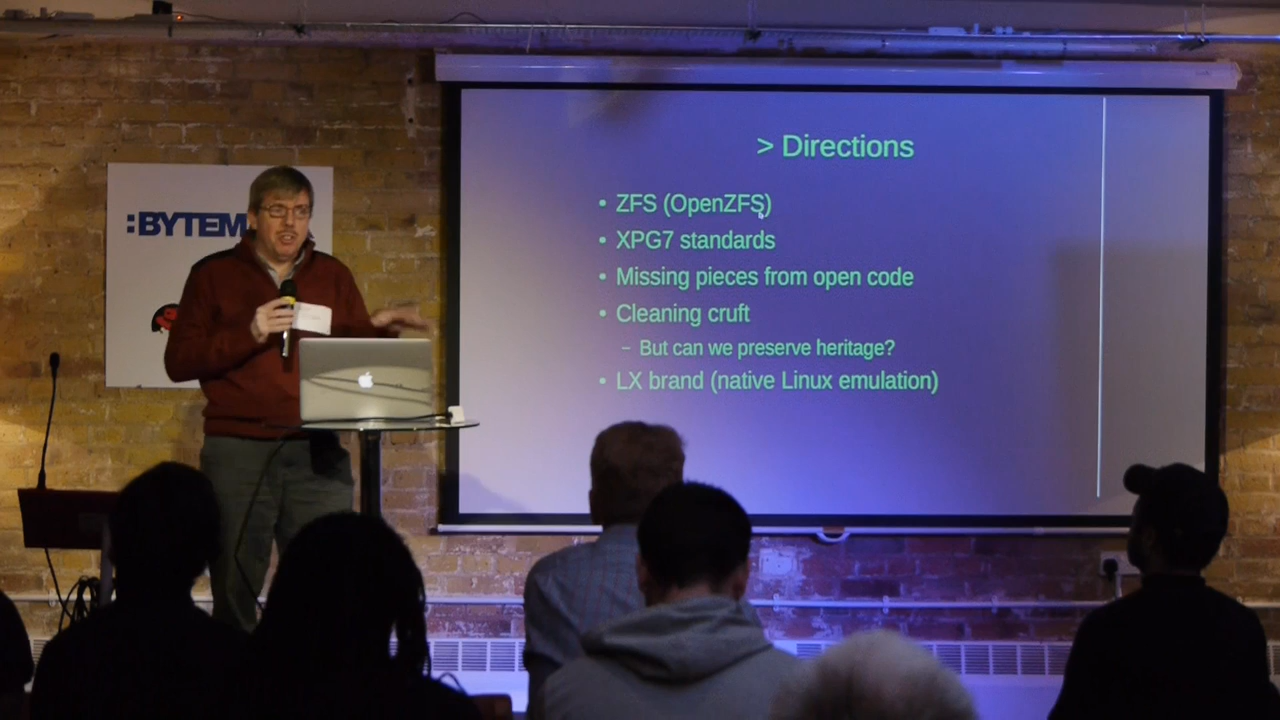 :BYTEM
> Directions
• ZFS (OpenZFS)
• XPG7 standards
• Missing pieces from open code
• Cleaning cruft
– But can we preserve heritage?
• LX brand (native Linux emulation)